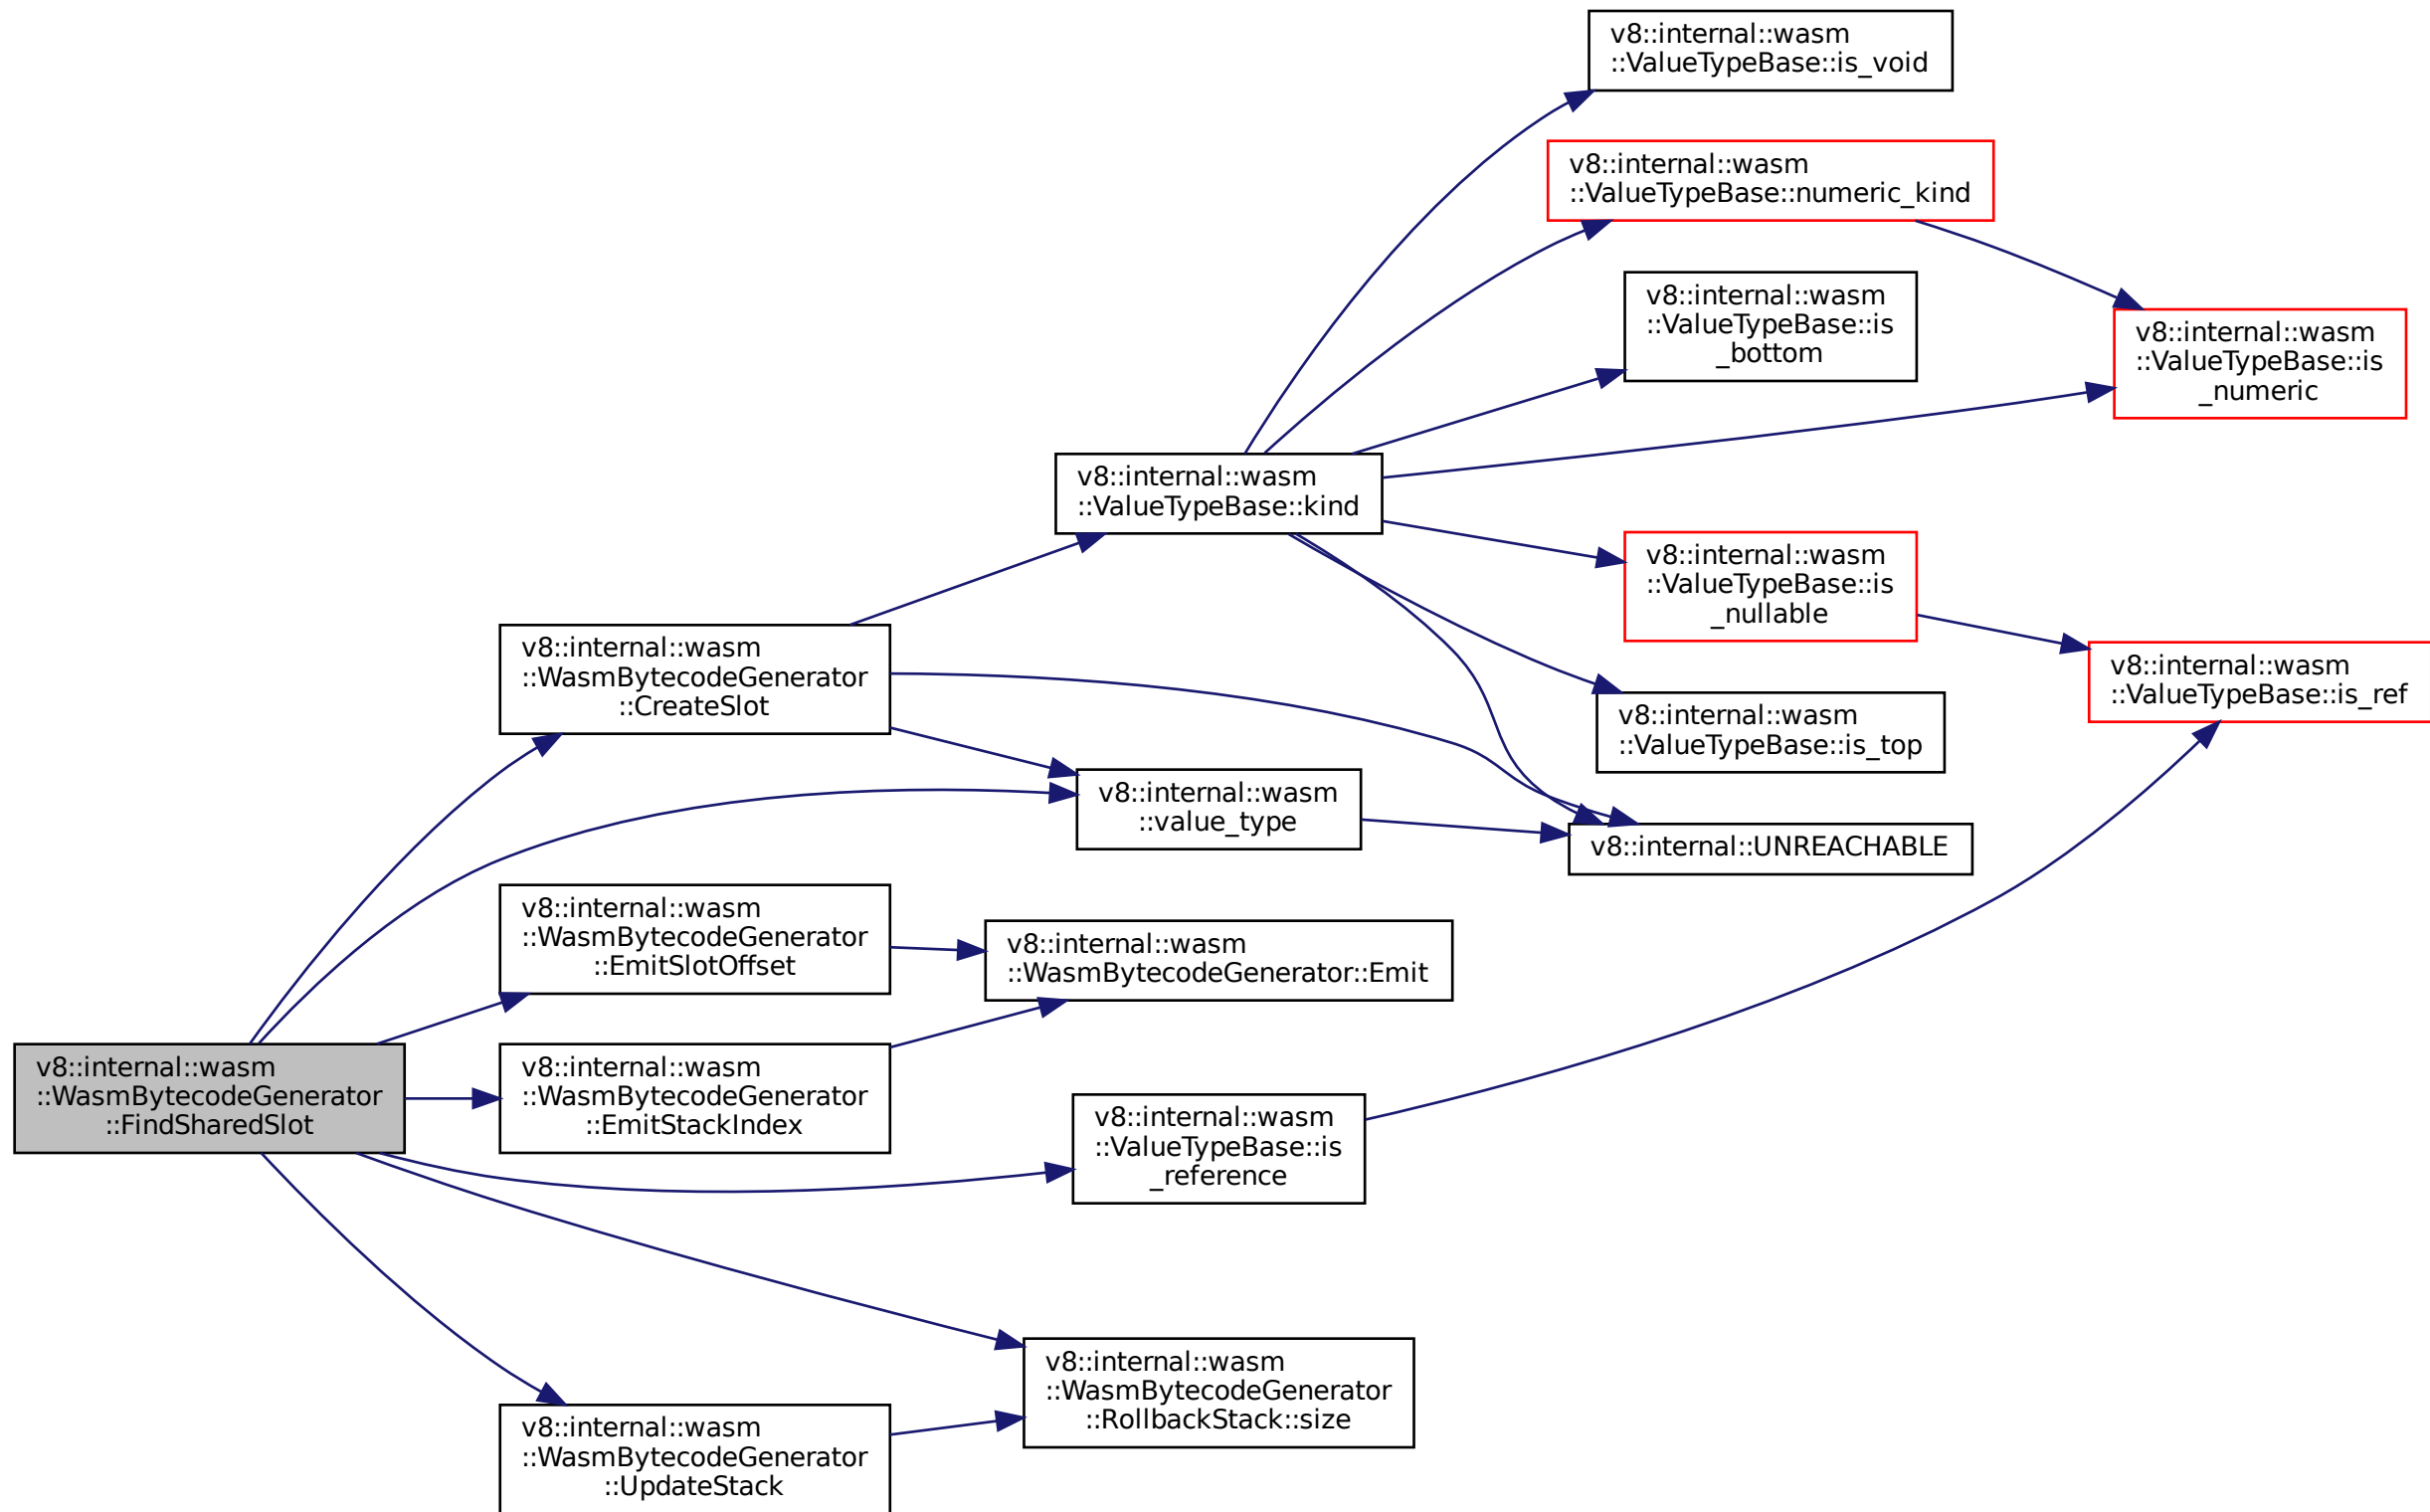 v8::internal::wasm
::ValueTypeBase::is_void
v8::internal::wasm
::ValueTypeBase::numeric_kind
v8::internal::wasm
::ValueTypeBase::is
_bottom
v8::internal::wasm
::ValueTypeBase::is
_numeric
v8::internal::wasm
::ValueTypeBase::kind
v8::internal::wasm
::ValueTypeBase::is
_nullable
v8::internal::wasm
::WasmBytecodeGenerator
::CreateSlot
v8::internal::wasm
::ValueTypeBase::is_ref
v8::internal::wasm
::ValueTypeBase::is_top
v8::internal::wasm
::value_type
v8::internal::UNREACHABLE
v8::internal::wasm
::WasmBytecodeGenerator
::EmitSlotOffset
v8::internal::wasm
::WasmBytecodeGenerator::Emit
v8::internal::wasm
::WasmBytecodeGenerator
::FindSharedSlot
v8::internal::wasm
::WasmBytecodeGenerator
::EmitStackIndex
v8::internal::wasm
::ValueTypeBase::is
_reference
v8::internal::wasm
::WasmBytecodeGenerator
::RollbackStack::size
v8::internal::wasm
::WasmBytecodeGenerator
::UpdateStack